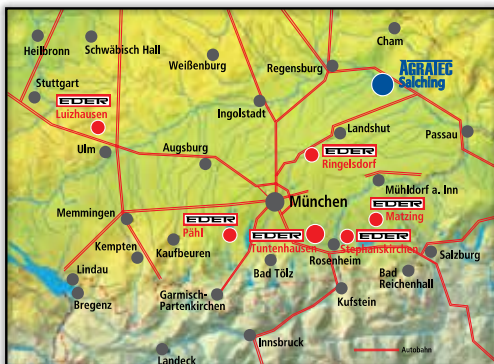 Heilbronn
Schwäbisch Hall
Cham
Weißenburg
Regensburg
AGRATEC
Salching
Stuttgart
EDER
Luizhausen
Ingolstadt
Landshut
Passau
Ulm
Augsburg
EDER
Ringelsdorf
Mühldorf a. Inn
München
EDER
Matzing
Memmingen
EDER
Pähl
EDER
Tuntenhausen
EDER
Stephanskirchen
Kempten
Kaufbeuren
Rosenheim
Salzburg
Lindau
Bad Tölz
Bad
Reichenhall
Bregenz
Garmisch-
Partenkirchen
Kufstein
Innsbruck
Landeck
Autobahn